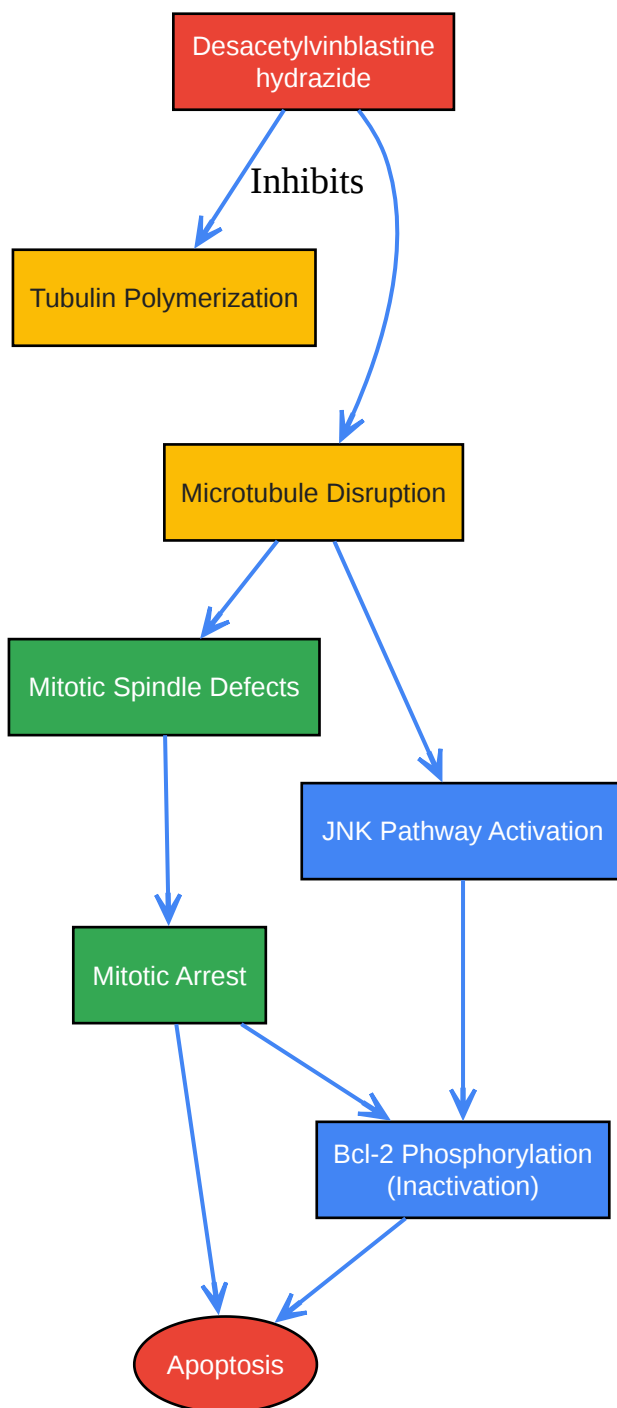 Desacetylvinblastine
hydrazide
Inhibits
Tubulin Polymerization
Microtubule Disruption
Mitotic Spindle Defects
JNK Pathway Activation
Mitotic Arrest
Bcl-2 Phosphorylation
(Inactivation)
Apoptosis